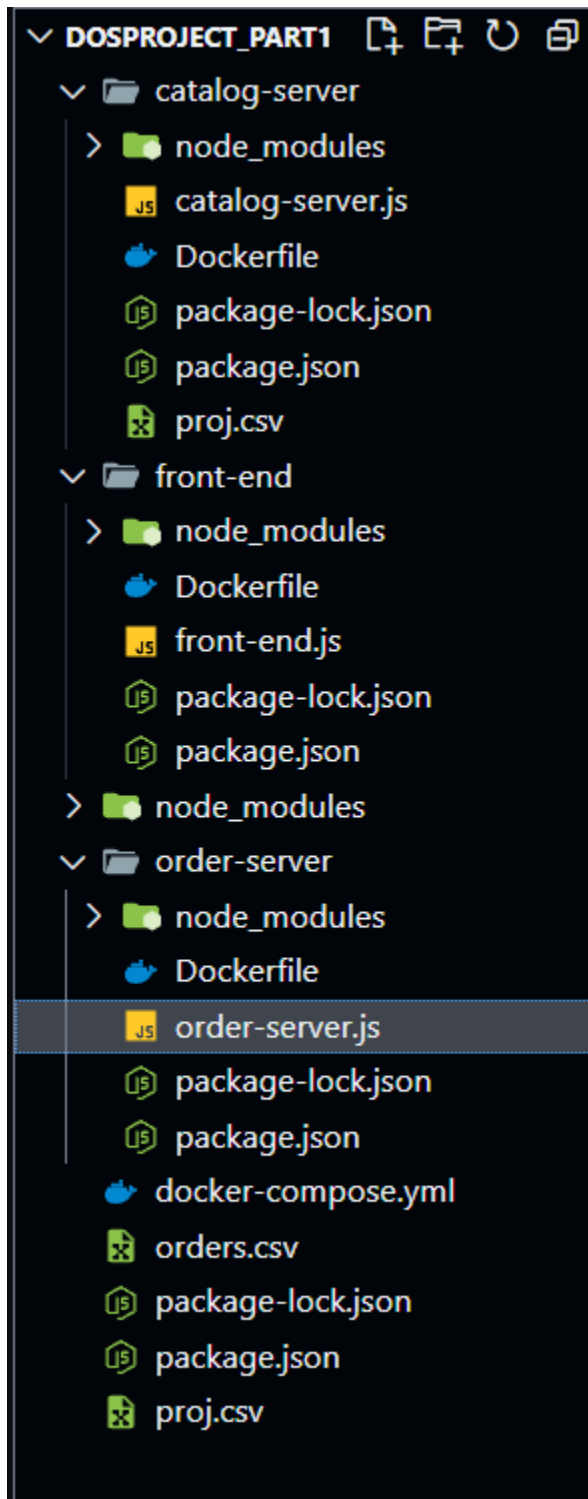 DOSPROJECT_PART1
catalog-server
node_modules
JS catalog-server.js
Dockerfile
package-lock.json
package.json
proj.csv
front-end
node_modules
Dockerfile
JS front-end.js
package-lock.json
package.json
node_modules
order-server
node_modules
Dockerfile
JS order-server.js
package-lock.json
package.json
docker-compose.yml
orders.csv
package-lock.json
package.json
proj.csv